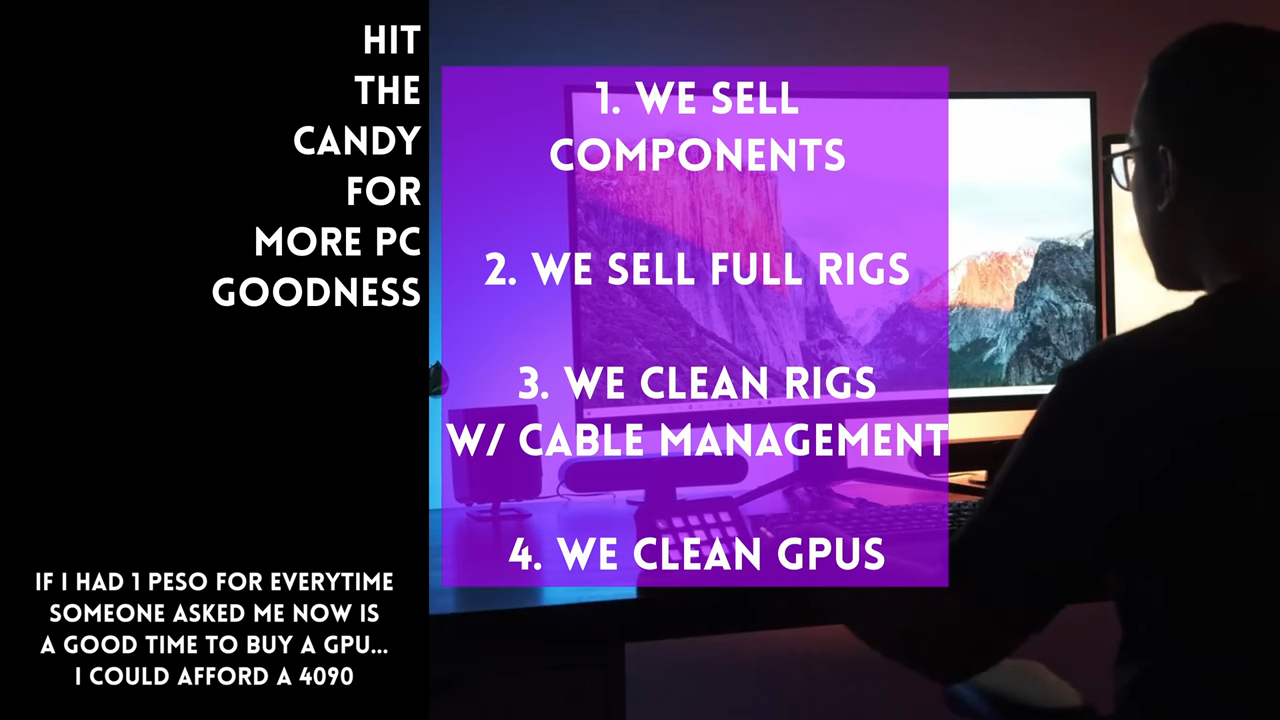 HIT
THE
CANDY
FOR
MORE PC
GOODNESS
IF I HAD 1 PESO FOR EVERYTIME
SOMEONE ASKED ME NOW IS
A GOOD TIME TO BUY A GPU...
I COULD AFFORD A 4090
1. WE SELL
COMPONENTS
2. WE SELL FULL RIGS
3. WE CLEAN RIGS
W/ CABLE MANAGEMENT
4. WE CLEAN GPUS